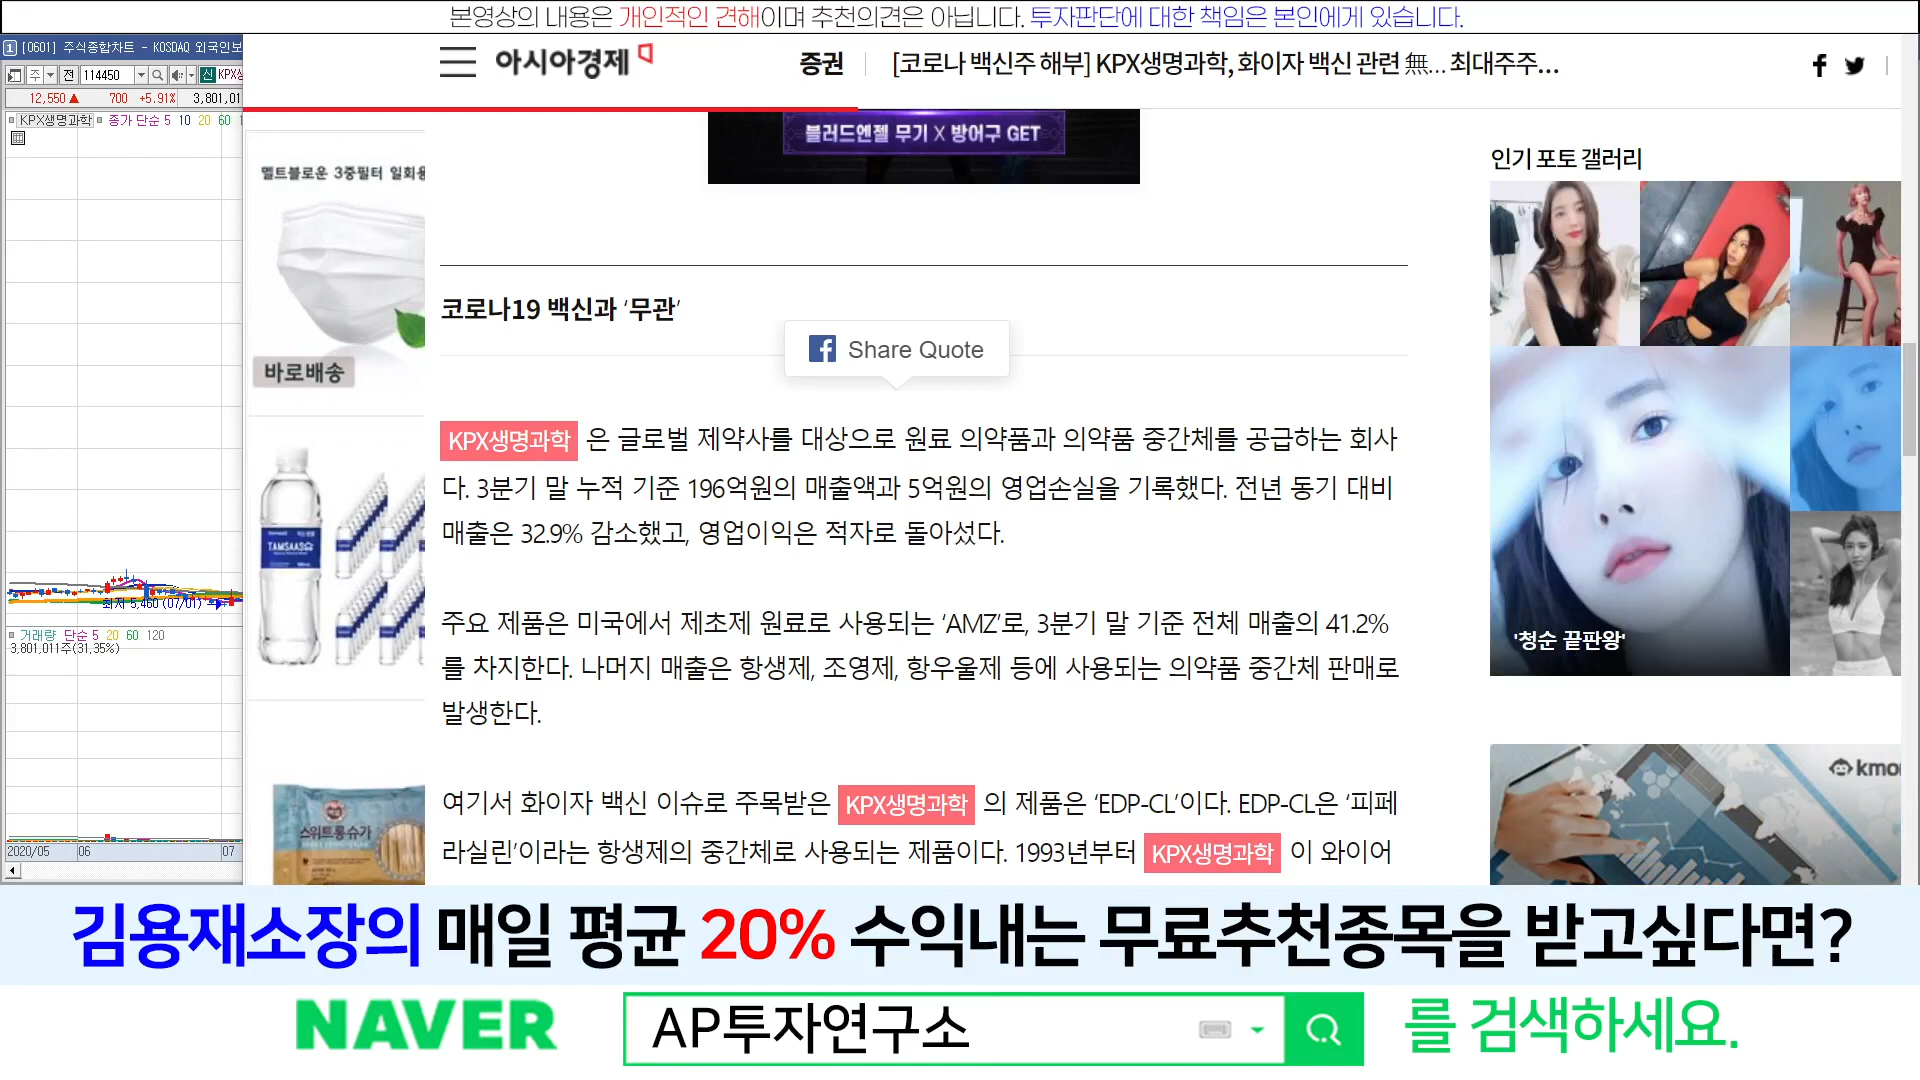 본영상의 내용은 개인적인 견해이며 추천의견은 아닙니다. 투자판단에 대한 책임은 본인에게 있습니다.
1 [0601] 주식종합차트 - KOSDAQ 외국인보
주 전 114450 신 KPX생
12,550 ▲ 700 +5.91% 3,801,01
KPX생명과학 종가 단순 5 10 20 60
최저 5,460 (07/01)
거래량 단순 5 20 60 120
3,801,011주(31,35%)
2020/05 06 07
아시아경제
증권
[코로나 백신주 해부] KPX생명과학, 화이자 백신 관련 無... 최대주주...
멜트블로운 3중필터 일회용
바로배송
TAMSAAS
스위트롱슈가
블러드엔젤 무기 X 방어구 GET
코로나19 백신과 ‘무관’
Share Quote
KPX생명과학 은 글로벌 제약사를 대상으로 원료 의약품과 의약품 중간체를 공급하는 회사
다. 3분기 말 누적 기준 196억원의 매출액과 5억원의 영업손실을 기록했다. 전년 동기 대비
매출은 32.9% 감소했고, 영업이익은 적자로 돌아섰다.
주요 제품은 미국에서 제초제 원료로 사용되는 ‘AMZ’로, 3분기 말 기준 전체 매출의 41.2%
를 차지한다. 나머지 매출은 항생제, 조영제, 항우울제 등에 사용되는 의약품 중간체 판매로
발생한다.
여기서 화이자 백신 이슈로 주목받은 KPX생명과학 의 제품은 ‘EDP-CL’이다. EDP-CL은 ‘피페
라실린’이라는 항생제의 중간체로 사용되는 제품이다. 1993년부터 KPX생명과학 이 와이어
인기 포토 갤러리
'청순 끝판왕'
kmo
김용재소장의 매일 평균 20% 수익내는 무료추천종목을 받고싶다면?
NAVER AP투자연구소 를 검색하세요.